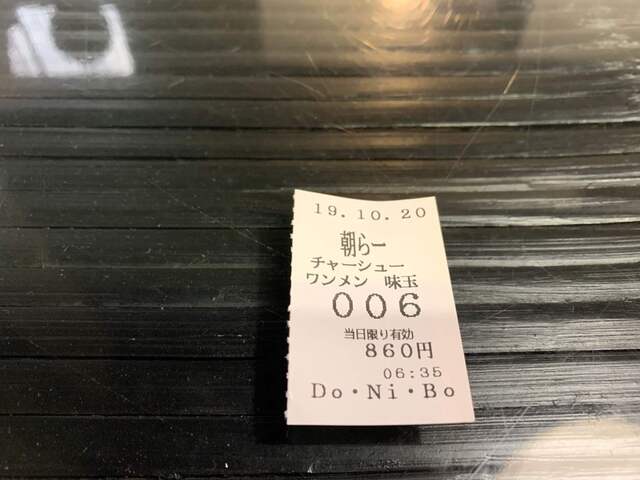 19.10.20
朝らー
チャーシュー
ワンメン 味玉
006
当日限り有効
860円
06:35
Do・Ni・Bo